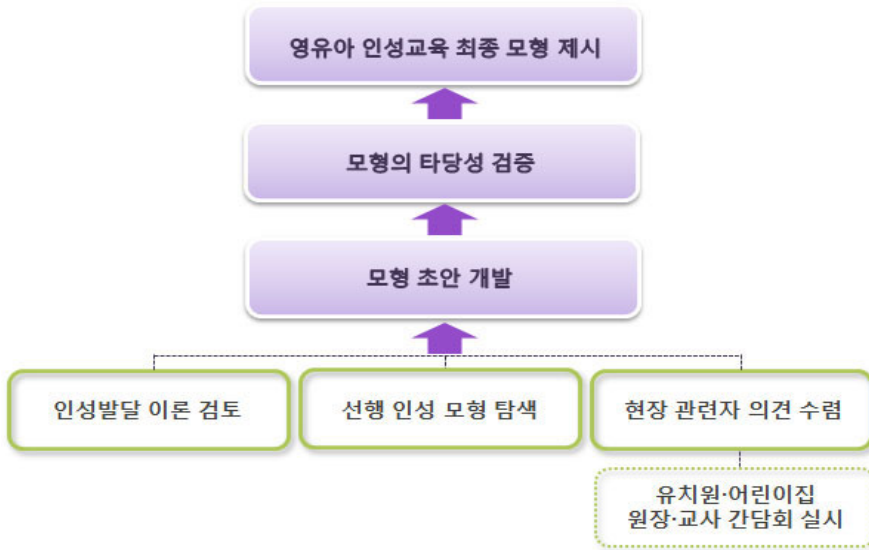 영유아 인성교육 최종 모형 제시
모형의 타당성 검증
모형 초안 개발
인성발달 이론 검토
선행 인성 모형 탐색
현장 관련자 의견 수렴
유치원·어린이집
원장·교사 간담회 실시